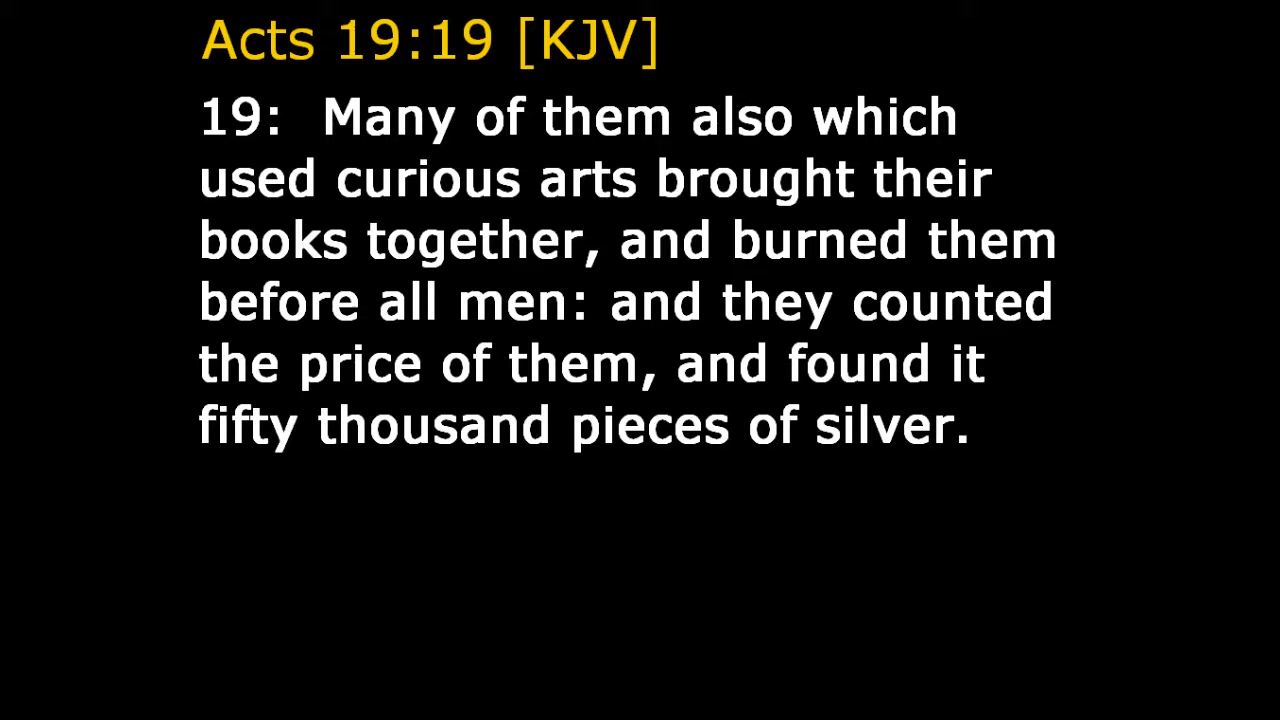 Acts 19:19 [KJV]
19: Many of them also which
used curious arts brought their
books together, and burned them
before all men: and they counted
the price of them, and found it
fifty thousand pieces of silver.